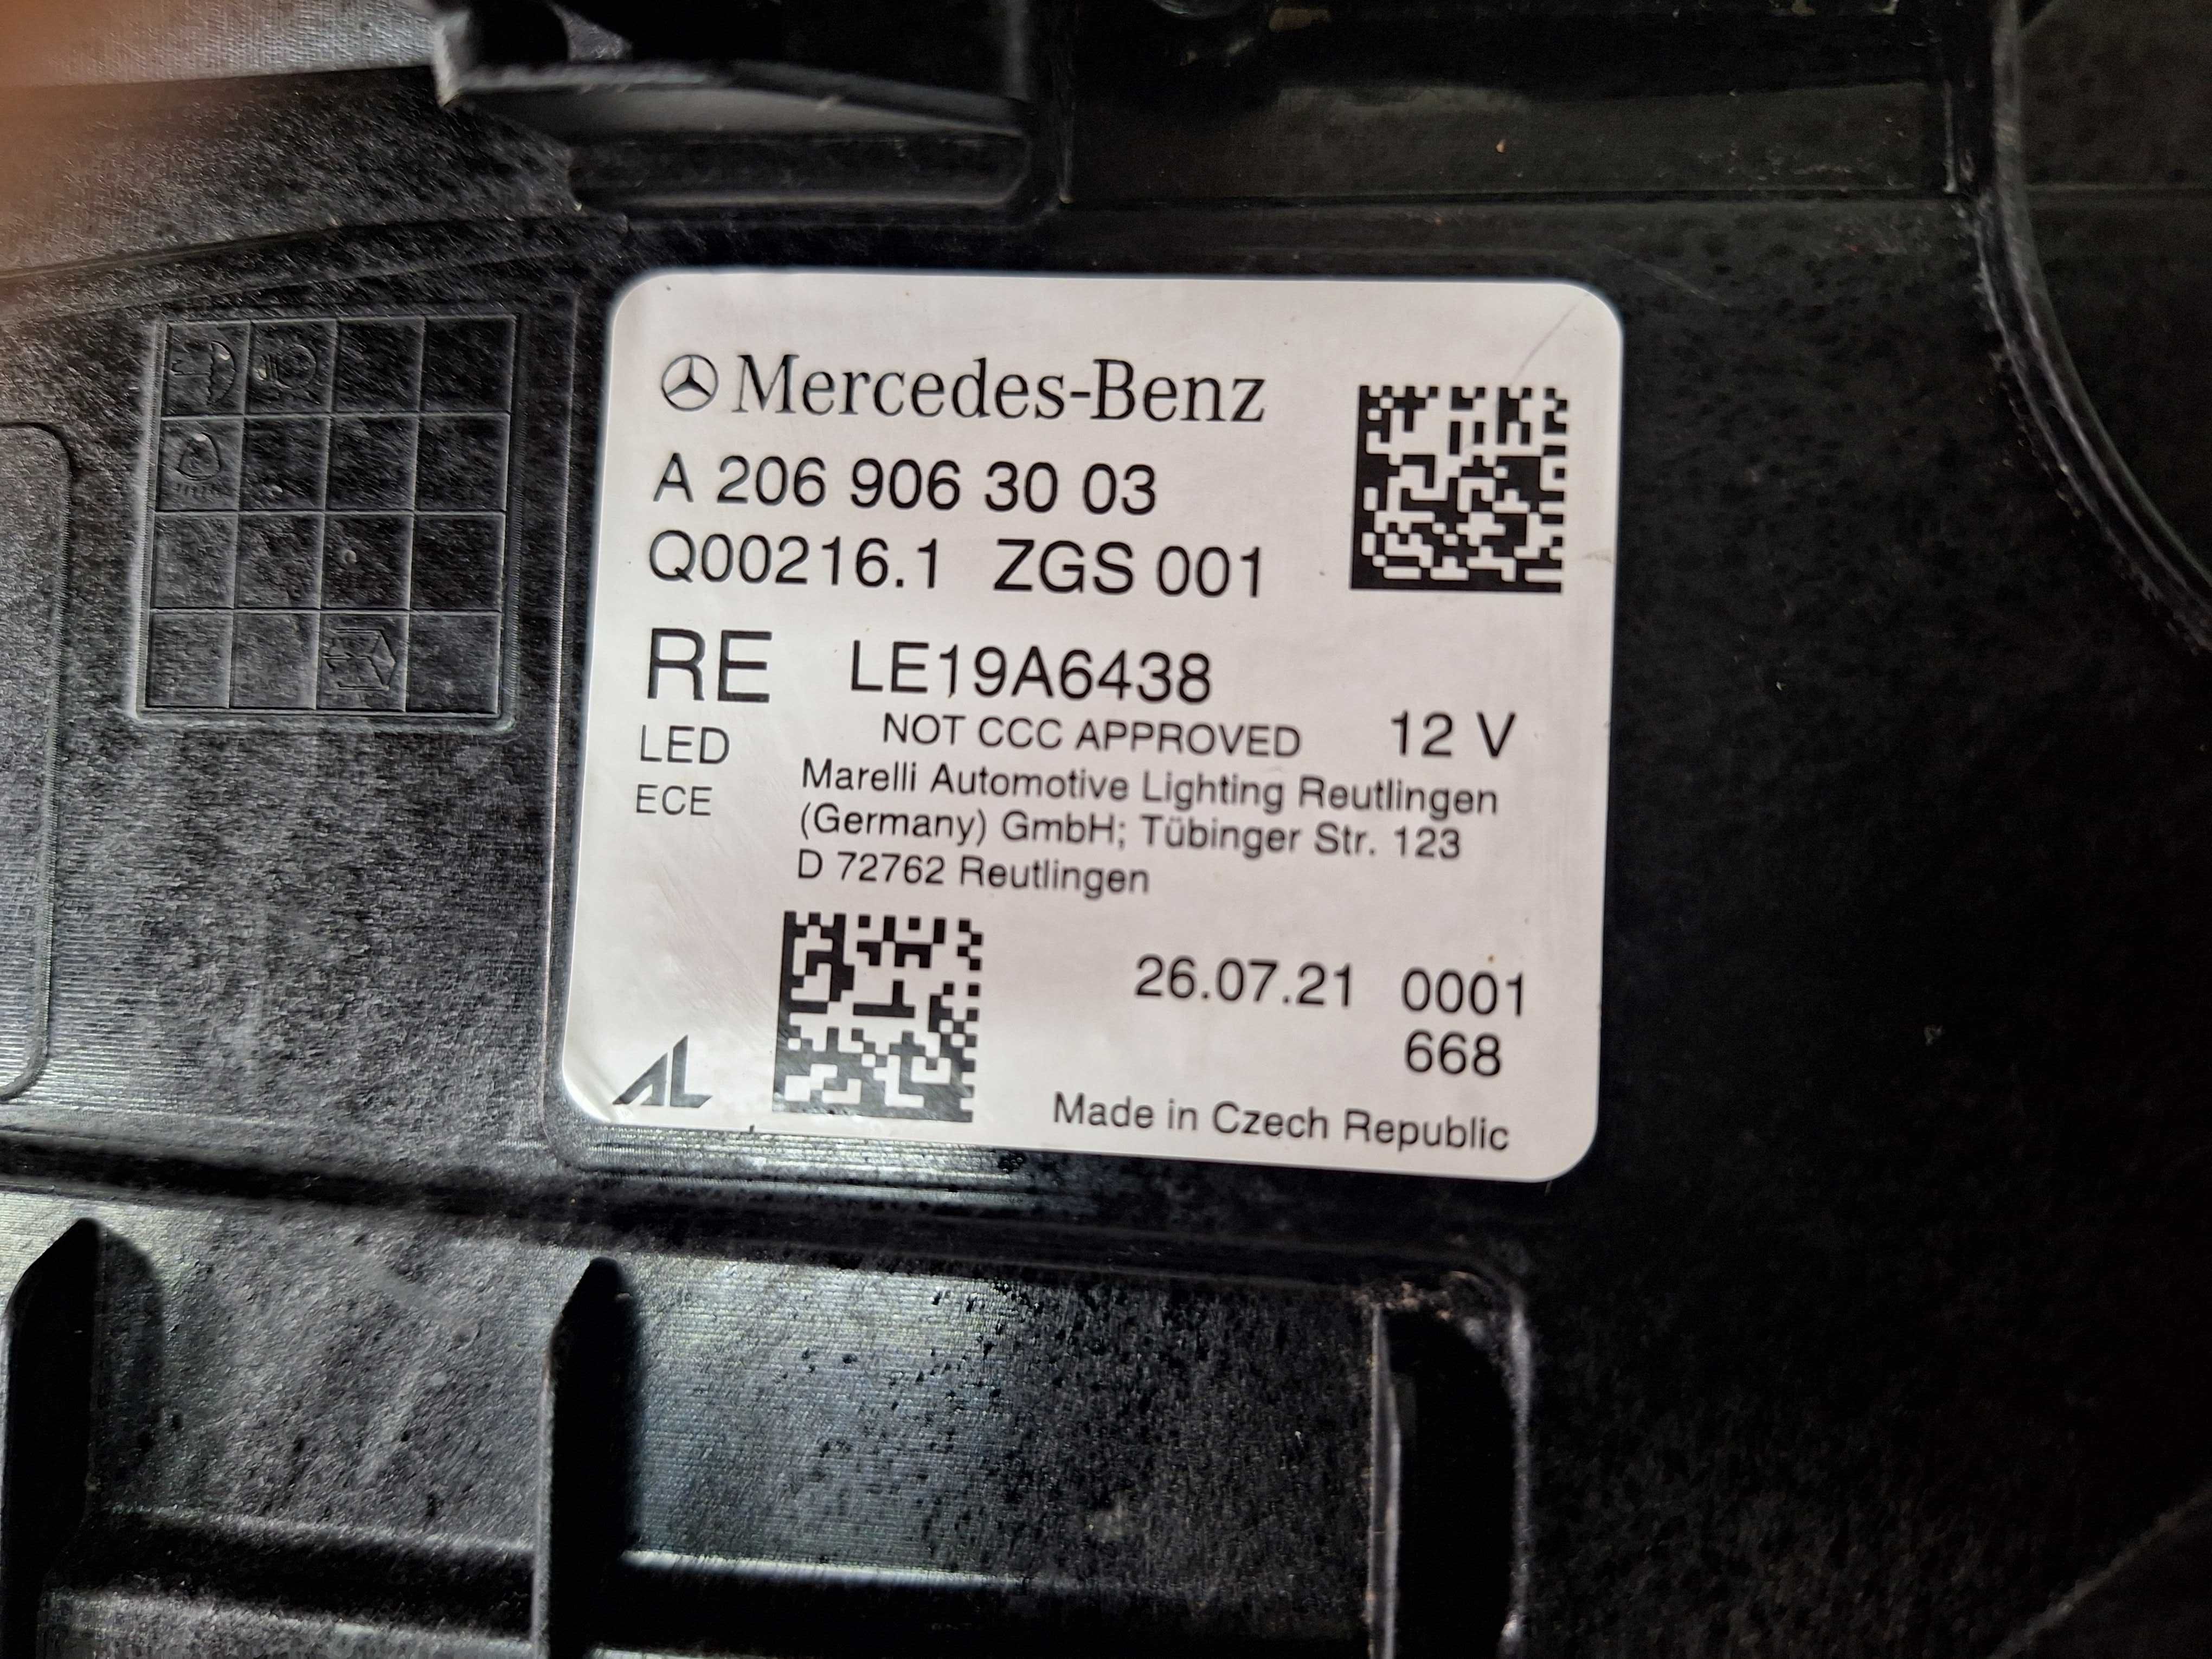 Mercedes-Benz
A 206 906 30 03
Q00216.1 ZGS 001
RE LE19A6438
NOT CCC APPROVED 12 V
LED
ECE
Marelli Automotive Lighting Reutlingen
(Germany) GmbH; Tübinger Str. 123
D 72762 Reutlingen
26.07.21 0001
668
AL
Made in Czech Republic